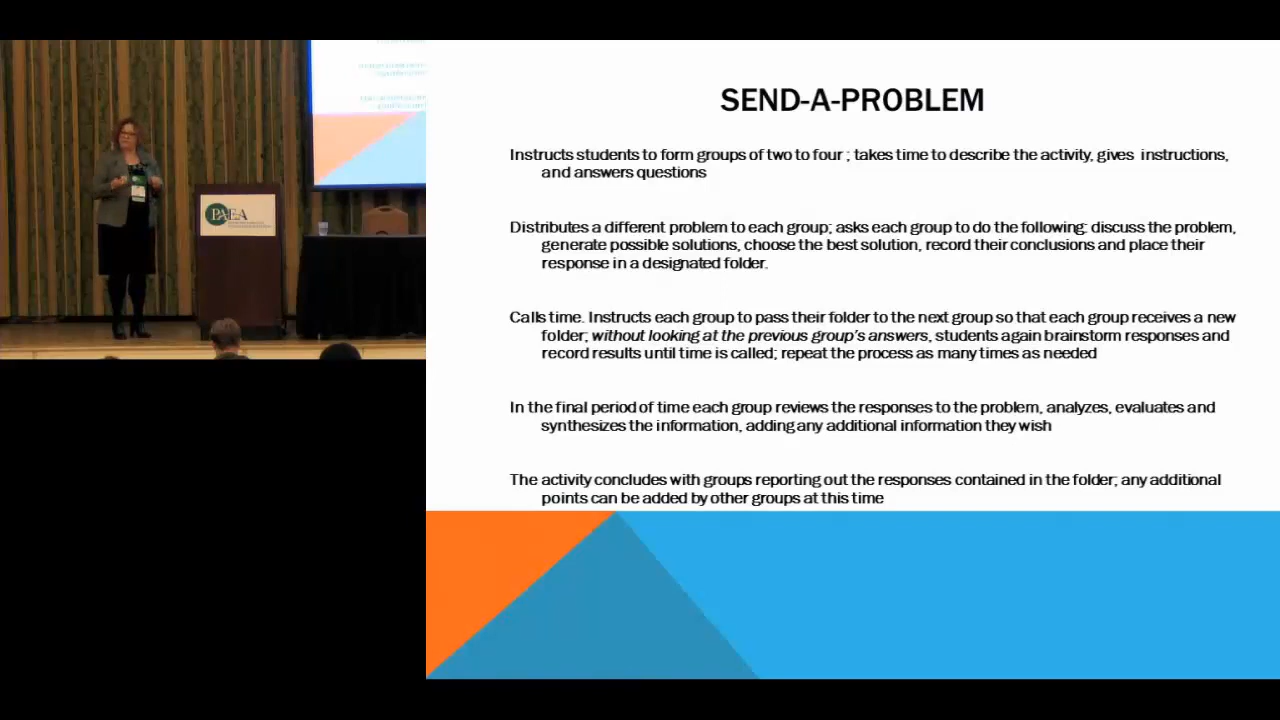 SEND-A-PROBLEM
Instructs students to form groups of two to four ; takes time to describe the activity, gives instructions,
and answers questions
Distributes a different problem to each group; asks each group to do the following: discuss the problem,
generate possible solutions, choose the best solution, record their conclusions and place their
response in a designated folder.
Calls time. Instructs each group to pass their folder to the next group so that each group receives a new
folder; without looking at the previous group's answers, students again brainstorm responses and
record results until time is called; repeat the process as many times as needed
In the final period of time each group reviews the responses to the problem, analyzes, evaluates and
synthesizes the information, adding any additional information they wish
The activity concludes with groups reporting out the responses contained in the folder; any additional
points can be added by other groups at this time
PAEA